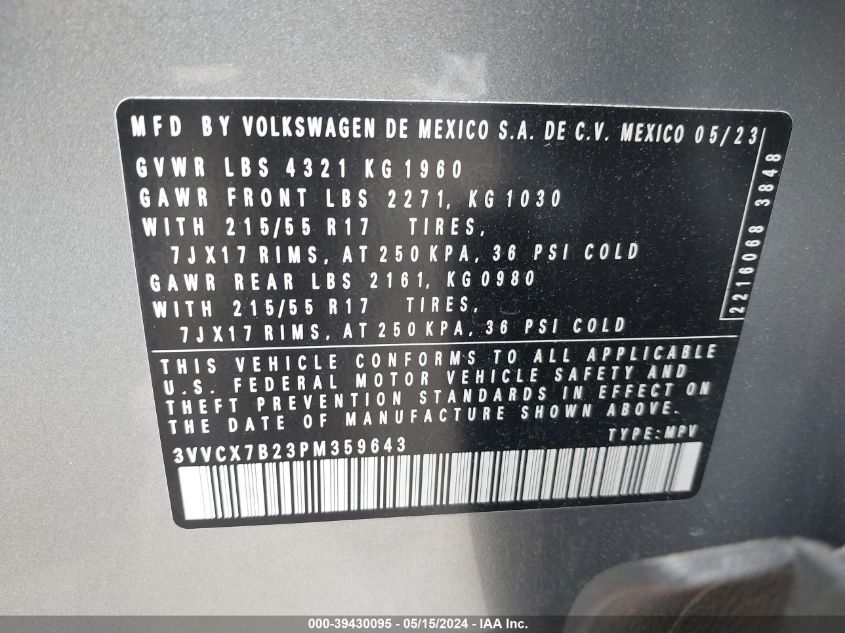 MFD BY VOLKSWAGEN DE MEXICO S.A. DE C.V. MEXICO 05/23
GVWR LBS 4321 KG 1960
GAWR FRONT LBS 2271, KG 1030
WITH 215/55 R17 TIRES,
7JX17 RIMS, AT 250 KPA, 36 PSI COLD
GAWR REAR LBS 2161, KG 0980
WITH 215/55 R17 TIRES,
7JX17 RIMS, AT 250 KPA, 36 PSI COLD
2216068 3848
THIS VEHICLE CONFORMS TO ALL APPLICABLE
U.S. FEDERAL MOTOR VEHICLE SAFETY AND
THEFT PREVENTION STANDARDS IN EFFECT ON
THE DATE OF MANUFACTURE SHOWN ABOVE.
3VVCX7B23PM359643 TYPE:MPV
000-39430095 - 05/15/2024 - IAA Inc.